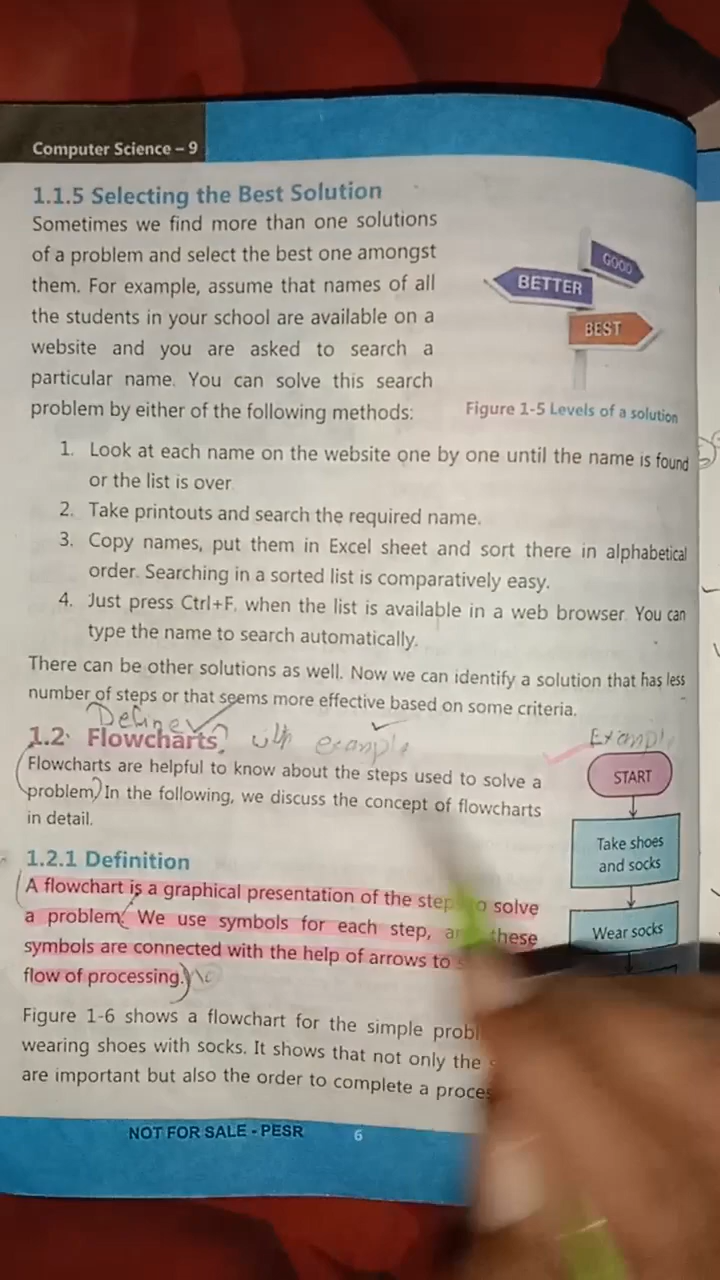 Computer Science – 9
1.1.5 Selecting the Best Solution
Sometimes we find more than one solutions
of a problem and select the best one amongst
them. For example, assume that names of all
the students in your school are available on a
website and you are asked to search a
particular name. You can solve this search
problem by either of the following methods:
GOOD
BETTER
BEST
Figure 1-5 Levels of a solution
1. Look at each name on the website one by one until the name is found
or the list is over.
2. Take printouts and search the required name.
3. Copy names, put them in Excel sheet and sort there in alphabetical
order. Searching in a sorted list is comparatively easy.
4. Just press Ctrl+F, when the list is available in a web browser. You can
type the name to search automatically.
There can be other solutions as well. Now we can identify a solution that has less
number of steps or that seems more effective based on some criteria.
Define
1.2 Flowcharts with example
Flowcharts are helpful to know about the steps used to solve a
problem. In the following, we discuss the concept of flowcharts
in detail.
1.2.1 Definition
A flowchart is a graphical presentation of the step to solve
a problem. We use symbols for each step, and these
symbols are connected with the help of arrows to
flow of processing.
Figure 1-6 shows a flowchart for the simple
wearing shoes with socks. It shows that not only the
are important but also the order to complete a
Example
START
Take shoes
and socks
Wear socks
NOT FOR SALE - PESR
6